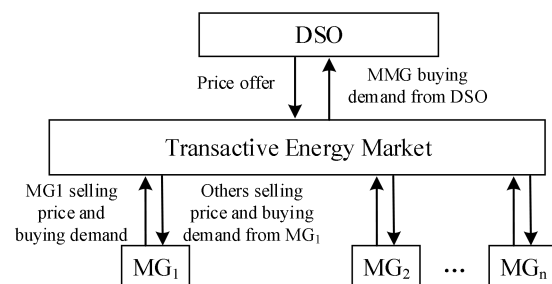 DSO
Price offer
MMG buying
demand from DSO
Transactive Energy Market
MG1 selling
price and
buying demand
Others selling
price and buying
demand from MG₁
MG₁
MG₂
...
MGₙ